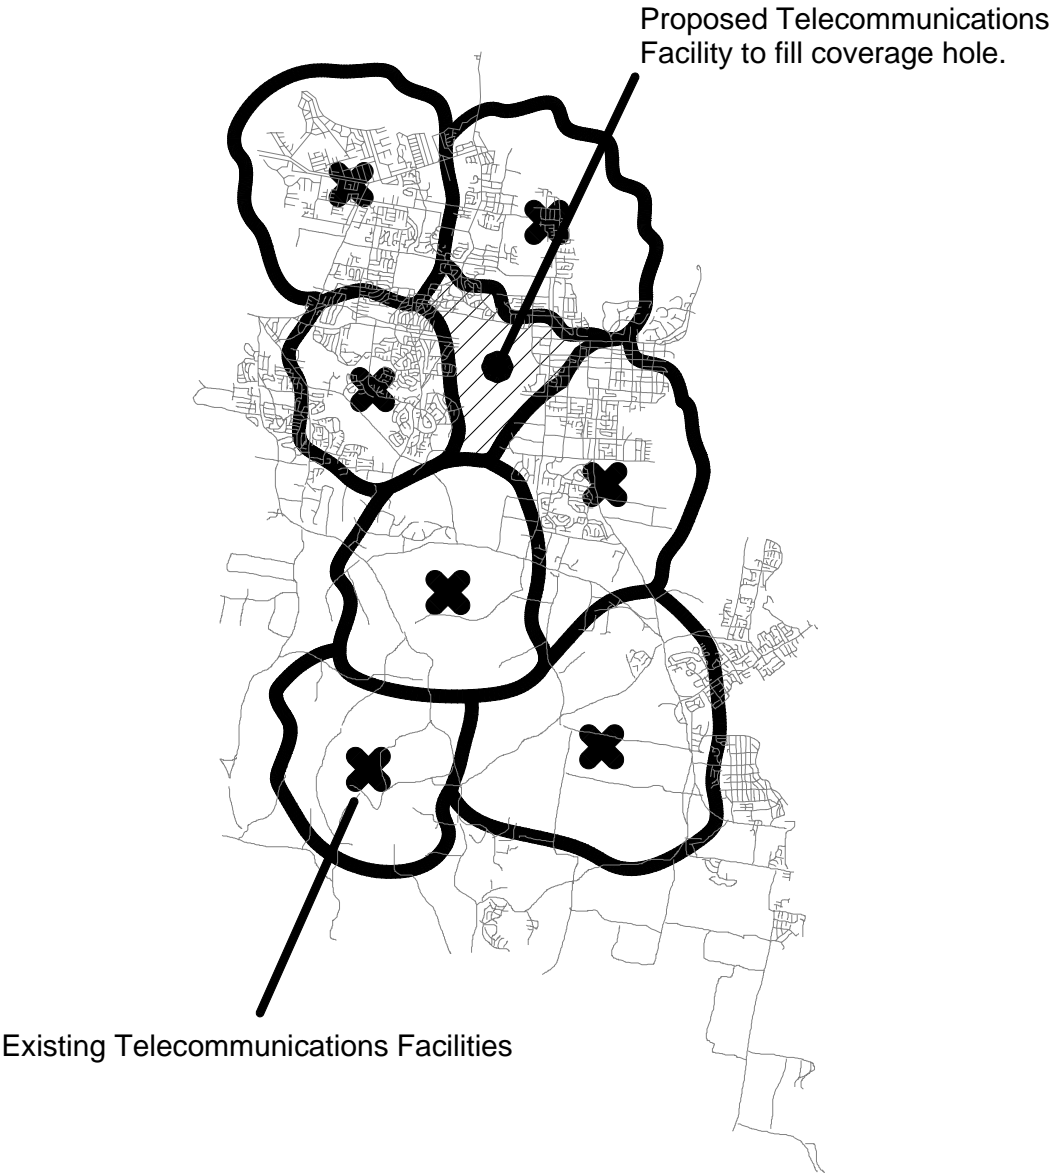 Proposed Telecommunications
Facility to fill coverage hole.
Existing Telecommunications Facilities